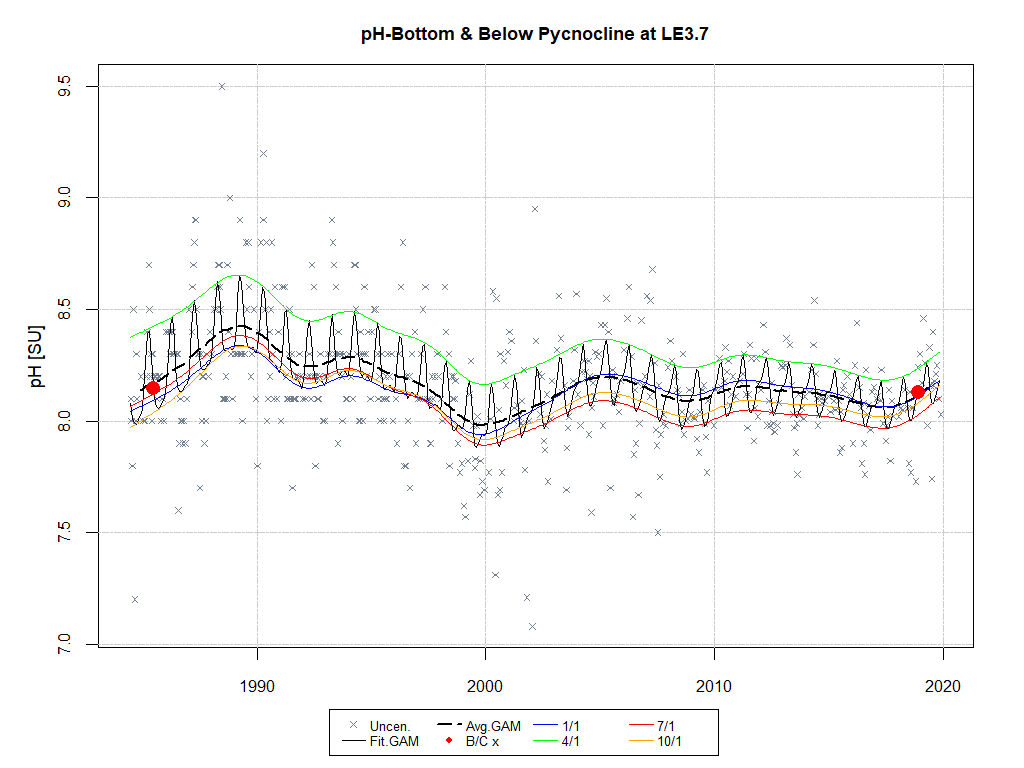 pH-Bottom & Below Pycnocline at LE3.7
pH [SU]
9.5
9.0
8.5
8.0
7.5
7.0
1990 2000 2010 2020
Uncen. Avg.GAM 1/1 7/1
Fit.GAM B/C x 4/1 10/1